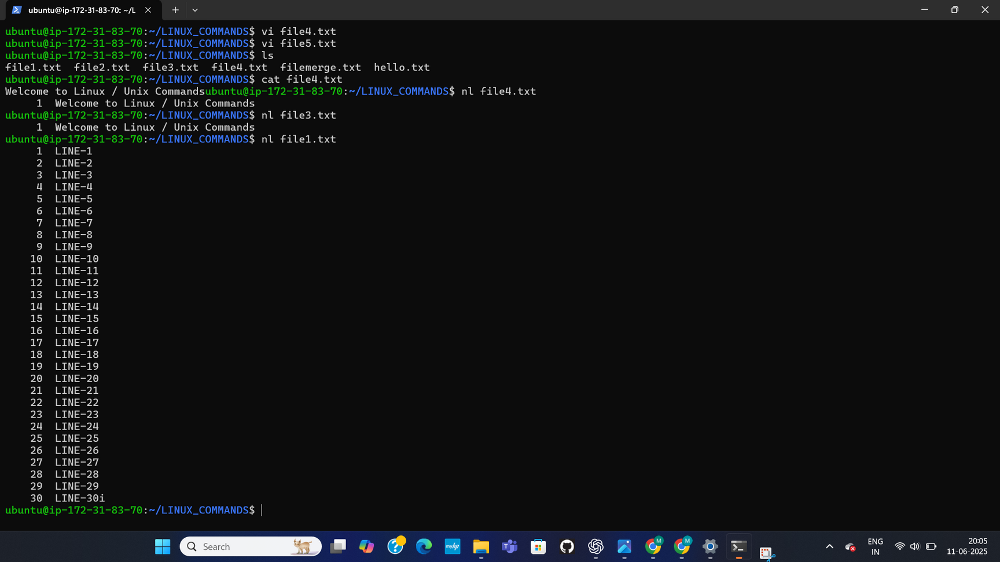 ubuntu@ip-172-31-83-70: ~/L
ubuntu@ip-172-31-83-70:~/LINUX_COMMANDS$ vi file4.txt
ubuntu@ip-172-31-83-70:~/LINUX_COMMANDS$ vi file5.txt
ubuntu@ip-172-31-83-70:~/LINUX_COMMANDS$ ls
file1.txt  file2.txt  file3.txt  file4.txt  filemerge.txt  hello.txt
ubuntu@ip-172-31-83-70:~/LINUX_COMMANDS$ cat file4.txt
Welcome to Linux / Unix Commandsubuntu@ip-172-31-83-70:~/LINUX_COMMANDS$ nl file4.txt
     1  Welcome to Linux / Unix Commands
ubuntu@ip-172-31-83-70:~/LINUX_COMMANDS$ nl file3.txt
     1  Welcome to Linux / Unix Commands
ubuntu@ip-172-31-83-70:~/LINUX_COMMANDS$ nl file1.txt
     1  LINE-1
     2  LINE-2
     3  LINE-3
     4  LINE-4
     5  LINE-5
     6  LINE-6
     7  LINE-7
     8  LINE-8
     9  LINE-9
    10  LINE-10
    11  LINE-11
    12  LINE-12
    13  LINE-13
    14  LINE-14
    15  LINE-15
    16  LINE-16
    17  LINE-17
    18  LINE-18
    19  LINE-19
    20  LINE-20
    21  LINE-21
    22  LINE-22
    23  LINE-23
    24  LINE-24
    25  LINE-25
    26  LINE-26
    27  LINE-27
    28  LINE-28
    29  LINE-29
    30  LINE-30i
ubuntu@ip-172-31-83-70:~/LINUX_COMMANDS$
Search
myhp
M
M
ENG
IN
20:05
11-06-2025